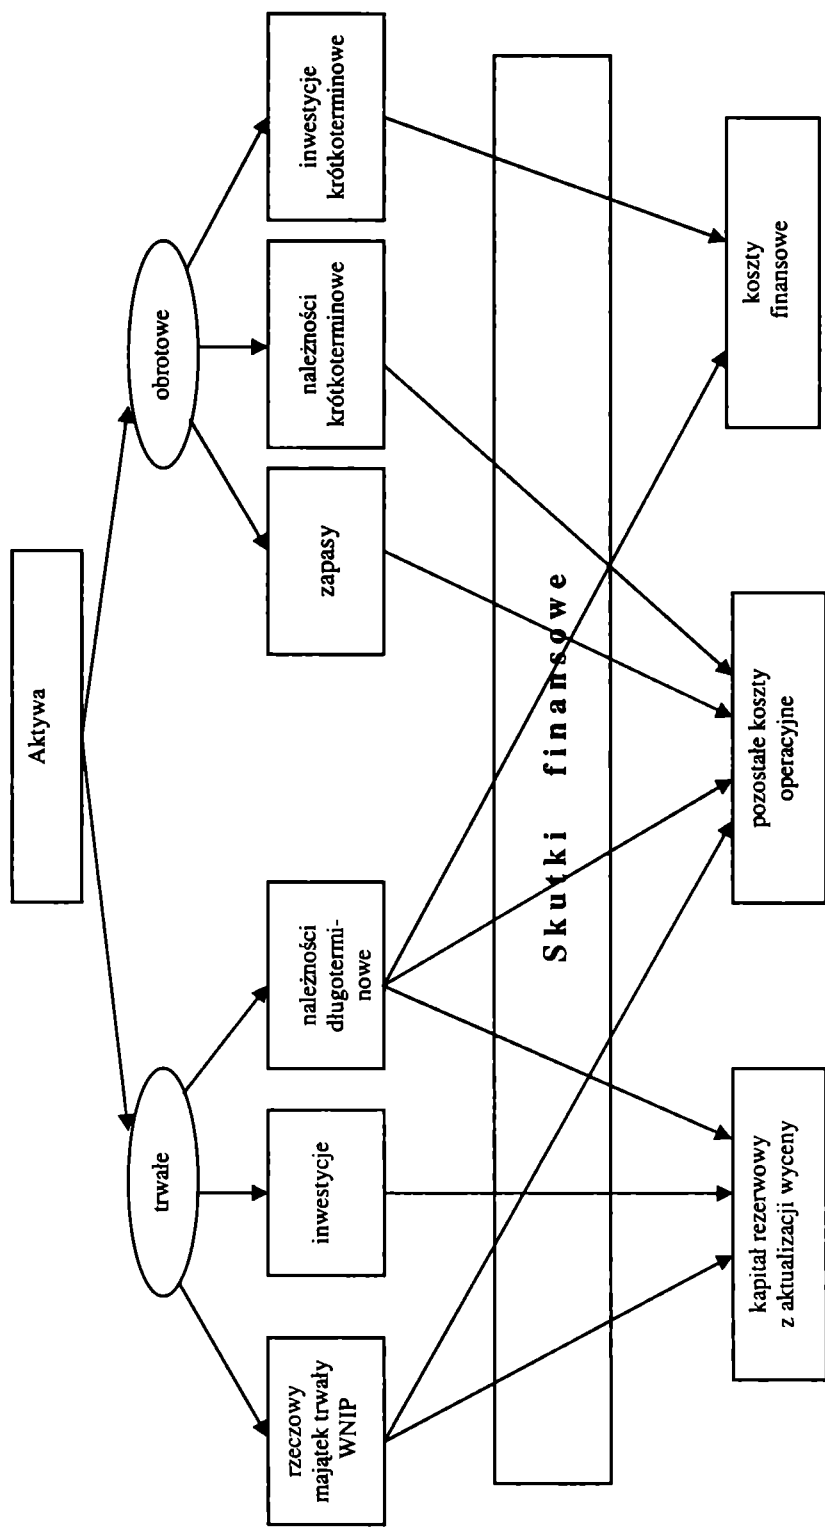 Aktywa
trwałe
obrotowe
rzeczowy
majątek trwały
WNIP
inwestycje
należności
długotermi-
nowe
zapasy
należności
krótkoterminowe
inwestycje
krótkoterminowe
Skutki finansowe
kapitał rezerwowy
z aktualizacji wyceny
pozostałe koszty
operacyjne
koszty
finansowe